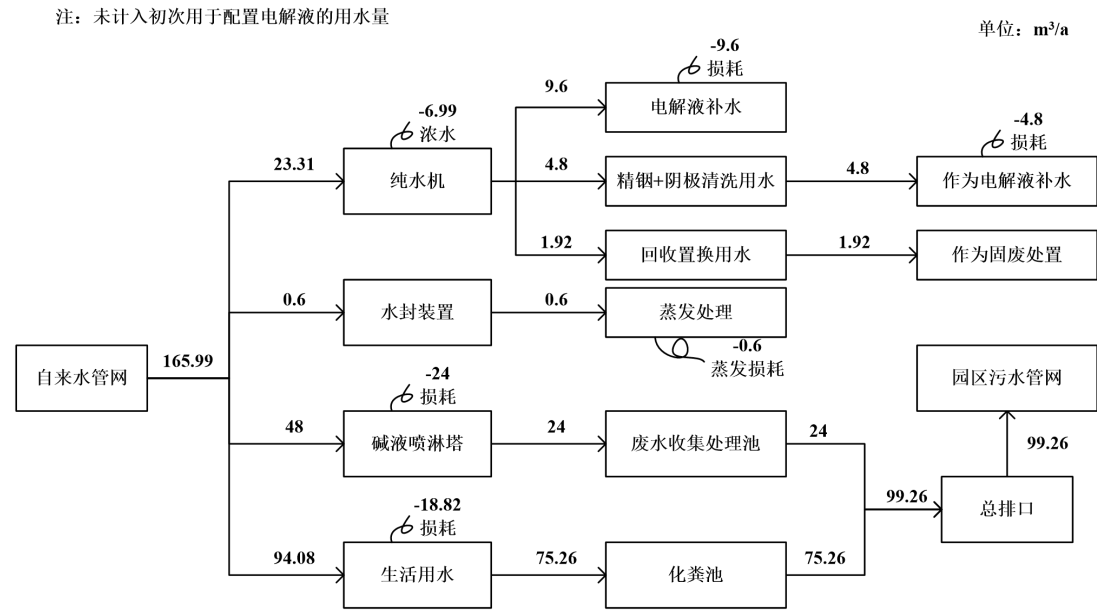 注：未计入初次用于配置电解液的用水量
单位：m³/a
-9.6
损耗
9.6
电解液补水
-6.99
浓水
23.31
纯水机
4.8
精铟+阴极清洗用水
4.8
-4.8
损耗
作为电解液补水
1.92
回收置换用水
1.92
作为固废处置
0.6
水封装置
0.6
蒸发处理
-0.6
蒸发损耗
自来水管网
165.99
园区污水管网
-24
损耗
48
碱液喷淋塔
24
废水收集处理池
24
99.26
99.26
总排口
-18.82
损耗
94.08
生活用水
75.26
化粪池
75.26